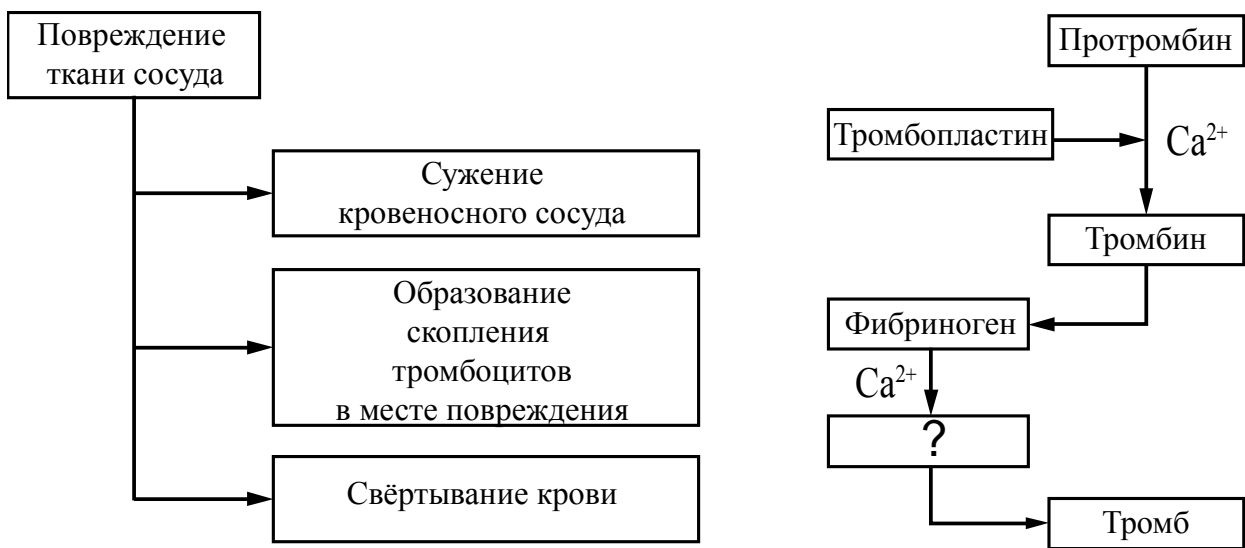 Повреждение
ткани сосуда
Сужение
кровеносного сосуда
Образование
скопления
тромбоцитов
в месте повреждения
Свёртывание крови
Протромбин
Тромбопластин
Ca²⁺
Тромбин
Фибриноген
Ca²⁺
?
Тромб